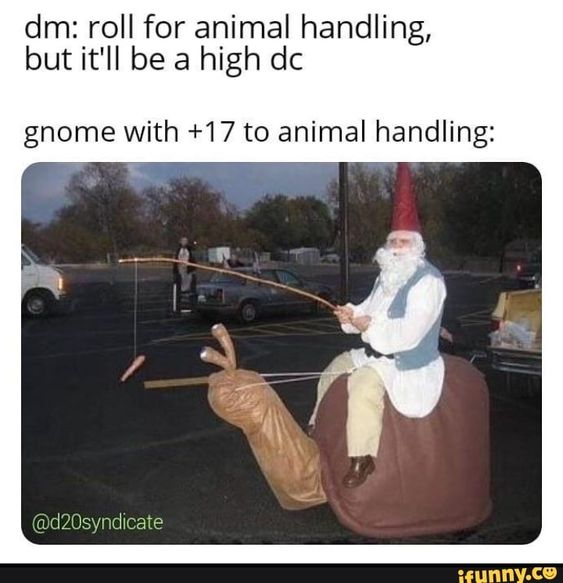 dm: roll for animal handling,
but it'll be a high dc
gnome with +17 to animal handling:
@d20syndicate
ifunny.co